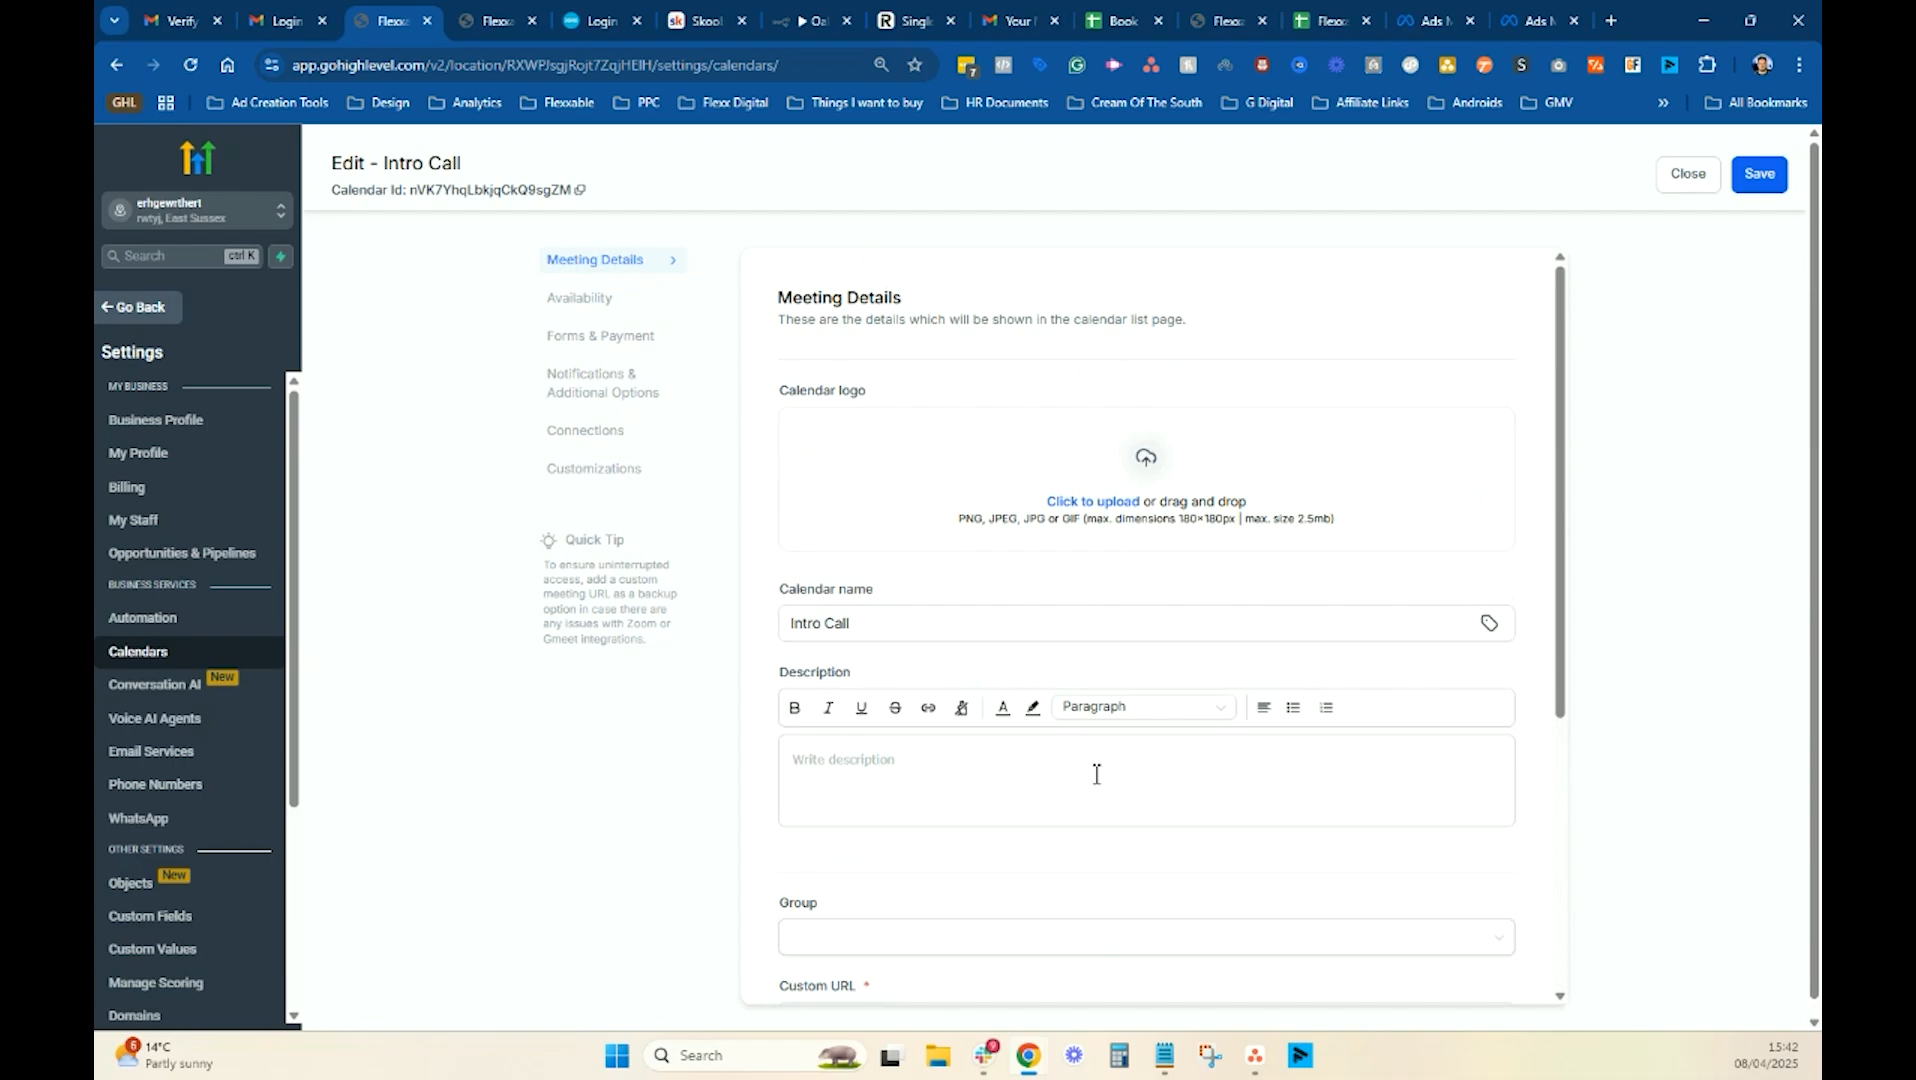 Verify
Login
Flexxa
Flexxa
Login
Skool
Oa
Singl
Your
Book
Flexxa
Flexx
Ads
Ads
app.gohighlevel.com/v2/location/RXWPJsgjRojt7ZqjHEIH/settings/calendars/
7
GHL
Ad Creation Tools
Design
Analytics
Flexxable
PPC
Flexx Digital
Things I want to buy
HR Documents
Cream Of The South
G Digital
Affiliate Links
Androids
GMV
»
All Bookmarks
erhgewrthert
rwtyj, East Sussex
Search
ctrl K
Go Back
Settings
MY BUSINESS
Business Profile
My Profile
Billing
My Staff
Opportunities & Pipelines
BUSINESS SERVICES
Automation
Calendars
Conversation AI New
Voice AI Agents
Email Services
Phone Numbers
WhatsApp
OTHER SETTINGS
Objects New
Custom Fields
Custom Values
Manage Scoring
Domains
Edit - Intro Call
Calendar Id: nVK7YhqLbkjqCkQ9sgZM
Close
Save
Meeting Details
Availability
Forms & Payment
Notifications &
Additional Options
Connections
Customizations
Quick Tip
To ensure uninterrupted
access, add a custom
meeting URL as a backup
option in case there are
any issues with Zoom or
Gmeet integrations.
Meeting Details
These are the details which will be shown in the calendar list page.
Calendar logo
Click to upload or drag and drop
PNG, JPEG, JPG or GIF (max. dimensions 180×180px | max. size 2.5mb)
Calendar name
Intro Call
Description
B I U S A Paragraph
Write description
Group
Custom URL *
6
14°C
Partly sunny
Search
15:42
08/04/2025